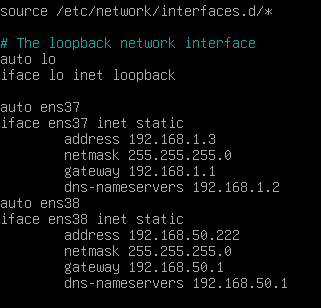 source /etc/network/interfaces.d/*
# The loopback network interface
auto lo
iface lo inet loopback
auto ens37
iface ens37 inet static
address 192.168.1.3
netmask 255.255.255.0
gateway 192.168.1.1
dns-nameservers 192.168.1.2
auto ens38
iface ens38 inet static
address 192.168.50.222
netmask 255.255.255.0
gateway 192.168.50.1
dns-nameservers 192.168.50.1